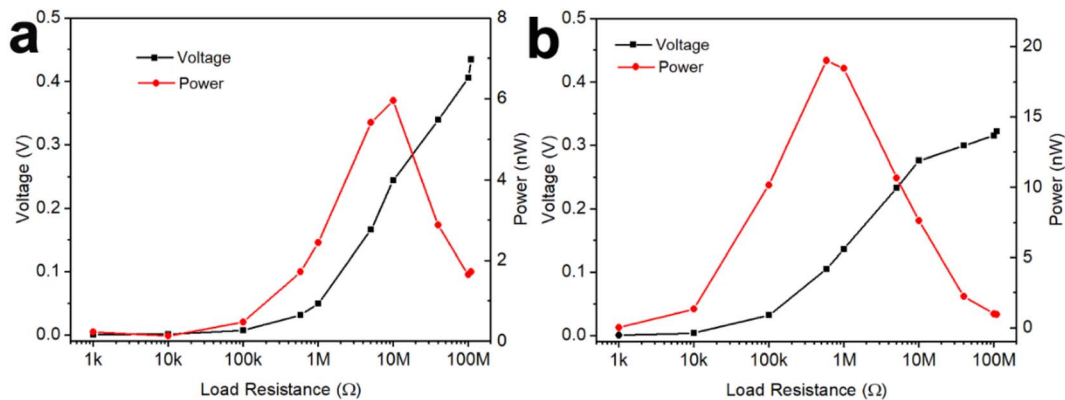 a
Voltage
Power
0.5
0.4
0.3
0.2
0.1
0.0
Voltage (V)
8
6
4
2
0
Power (nW)
1k 10k 100k 1M 10M 100M
Load Resistance (Ω)
b
Voltage
Power
0.5
0.4
0.3
0.2
0.1
0.0
Voltage (V)
20
15
10
5
0
Power (nW)
1k 10k 100k 1M 10M 100M
Load Resistance (Ω)